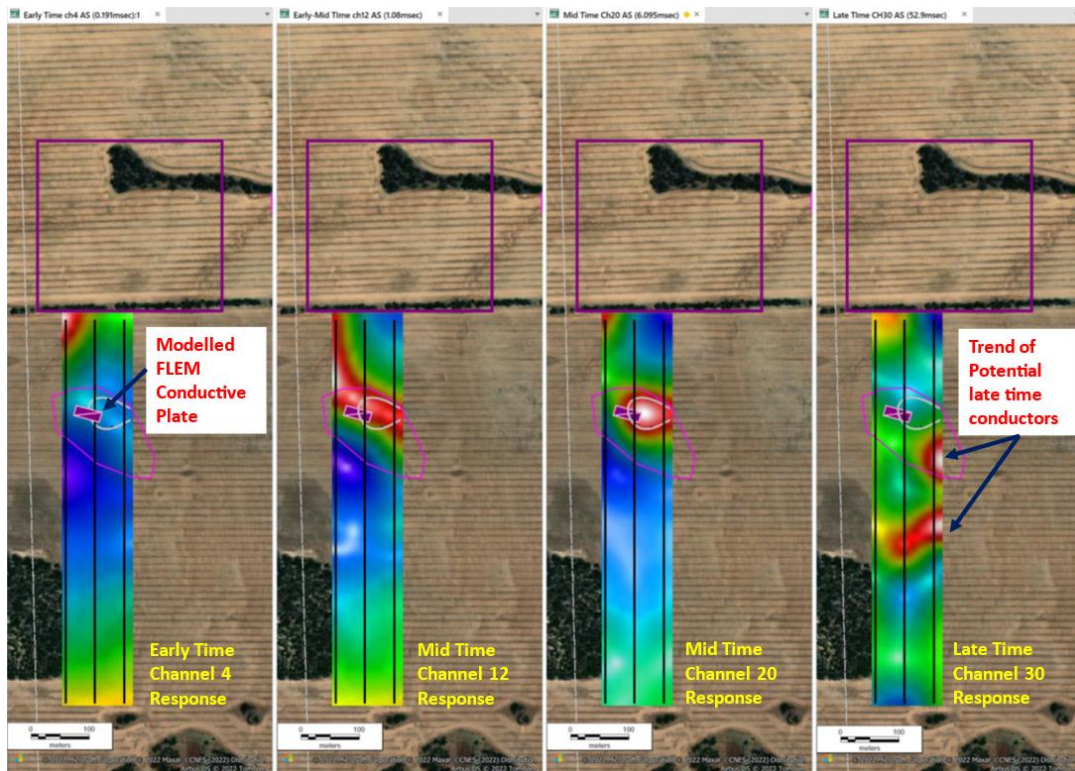 Early Time ch4 AS (0.191msec):1
Early-Mid Time ch12 AS (1.08msec)
Mid Time Ch20 AS (6.095msec)
Late Time CH30 AS (52.9msec)
Modelled
FLEM
Conductive
Plate
Trend of
Potential
late time
conductors
Early Time
Channel 4
Response
Mid Time
Channel 12
Response
Mid Time
Channel 20
Response
Late Time
Channel 30
Response
0 100
meters
0 100
meters
0 100
meters
0 100
meters